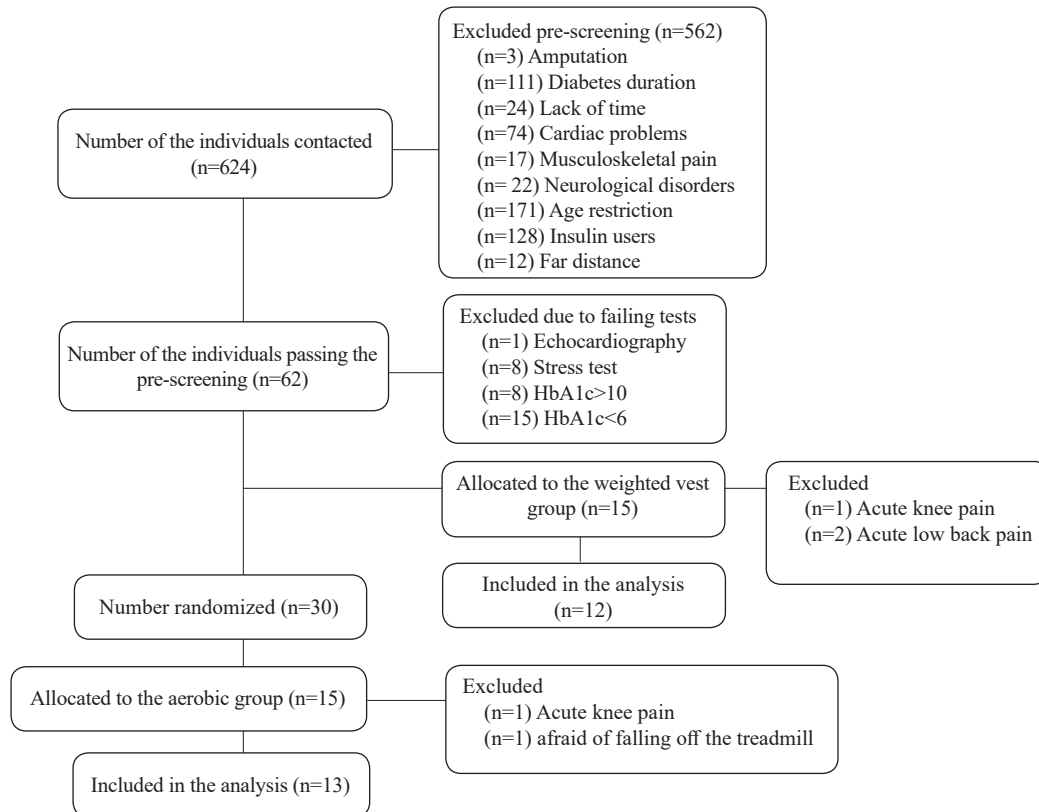 Number of the individuals contacted
(n=624)
Excluded pre-screening (n=562)
(n=3) Amputation
(n=111) Diabetes duration
(n=24) Lack of time
(n=74) Cardiac problems
(n=17) Musculoskeletal pain
(n= 22) Neurological disorders
(n=171) Age restriction
(n=128) Insulin users
(n=12) Far distance
Number of the individuals passing the
pre-screening (n=62)
Excluded due to failing tests
(n=1) Echocardiography
(n=8) Stress test
(n=8) HbA1c>10
(n=15) HbA1c<6
Allocated to the weighted vest
group (n=15)
Excluded
(n=1) Acute knee pain
(n=2) Acute low back pain
Included in the analysis
(n=12)
Number randomized (n=30)
Allocated to the aerobic group (n=15)
Excluded
(n=1) Acute knee pain
(n=1) afraid of falling off the treadmill
Included in the analysis (n=13)